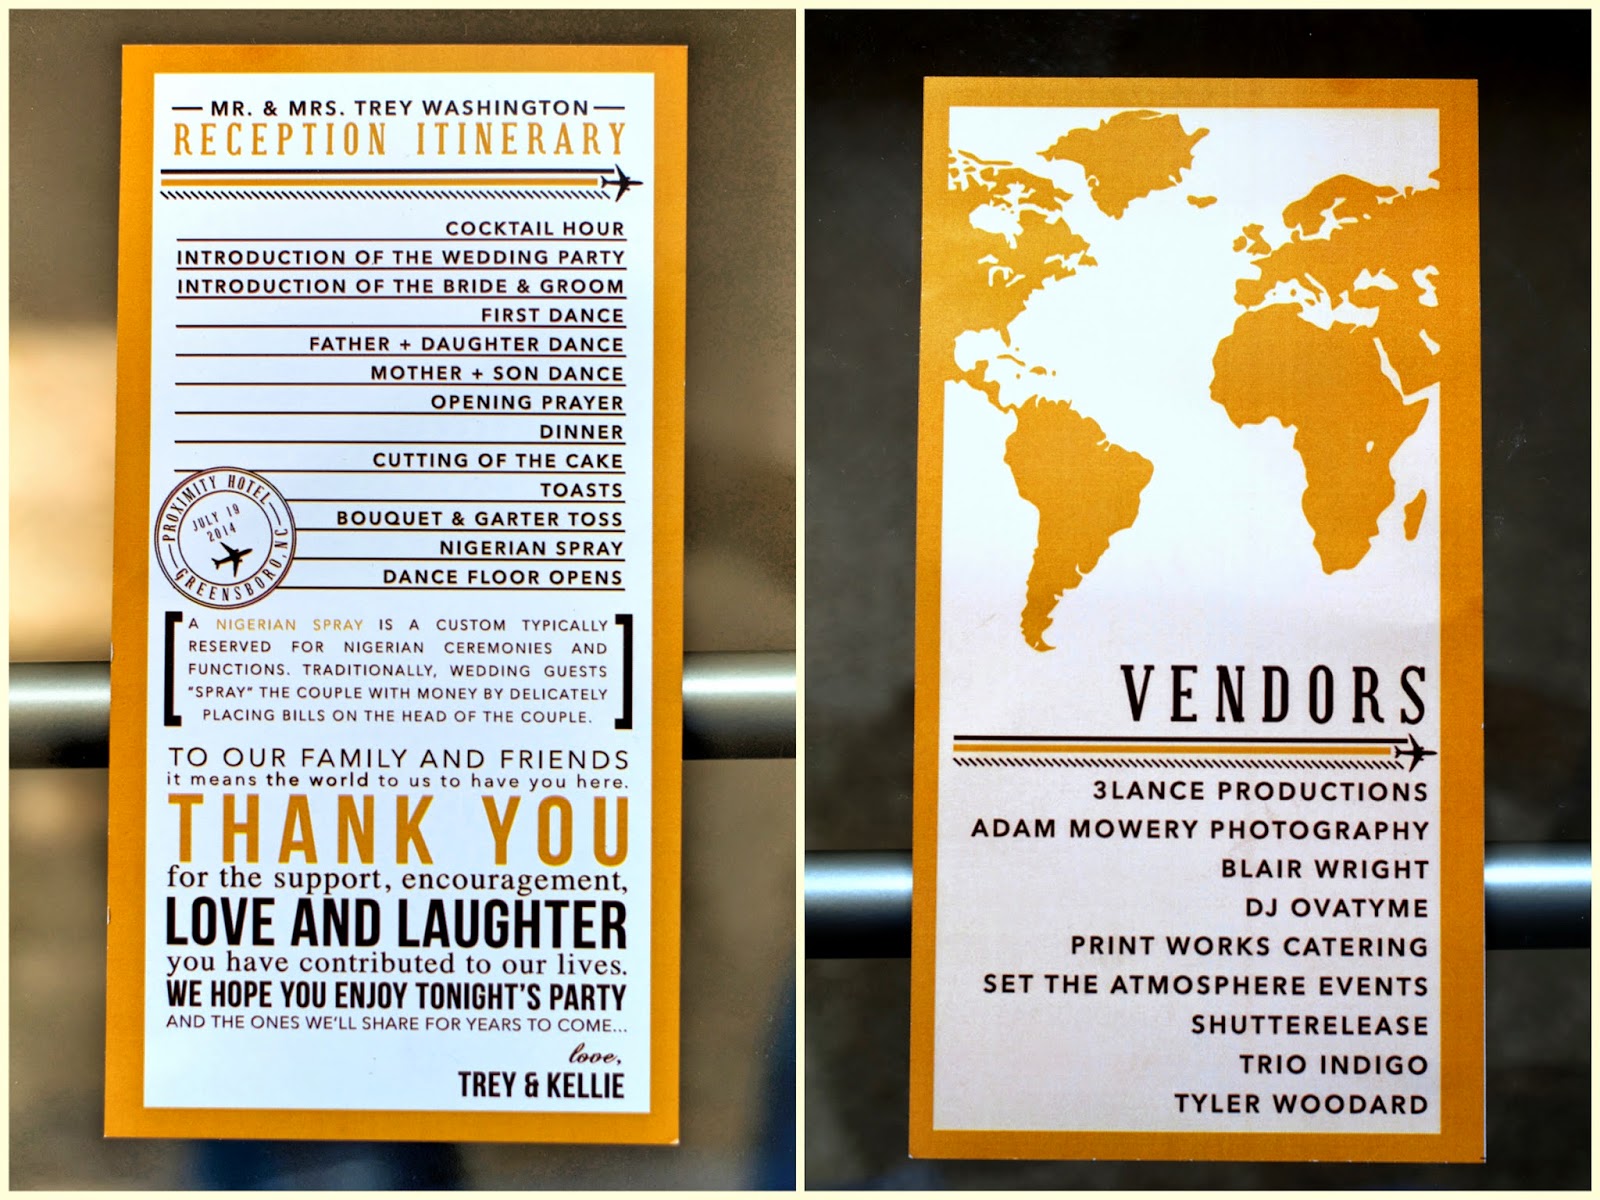 MR. & MRS. TREY WASHINGTON
RECEPTION ITINERARY
COCKTAIL HOUR
INTRODUCTION OF THE WEDDING PARTY
INTRODUCTION OF THE BRIDE & GROOM
FIRST DANCE
FATHER + DAUGHTER DANCE
MOTHER + SON DANCE
OPENING PRAYER
DINNER
CUTTING OF THE CAKE
TOASTS
BOUQUET & GARTER TOSS
NIGERIAN SPRAY
DANCE FLOOR OPENS
PROXIMITY HOTEL
JULY 19
2014
GREENSBORO, NC
A NIGERIAN SPRAY IS A CUSTOM TYPICALLY
RESERVED FOR NIGERIAN CEREMONIES AND
FUNCTIONS. TRADITIONALLY, WEDDING GUESTS
"SPRAY" THE COUPLE WITH MONEY BY DELICATELY
PLACING BILLS ON THE HEAD OF THE COUPLE.
TO OUR FAMILY AND FRIENDS
it means the world to us to have you here.
THANK YOU
for the support, encouragement,
LOVE AND LAUGHTER
you have contributed to our lives.
WE HOPE YOU ENJOY TONIGHT'S PARTY
AND THE ONES WE'LL SHARE FOR YEARS TO COME...
love,
TREY & KELLIE
VENDORS
3LANCE PRODUCTIONS
ADAM MOWERY PHOTOGRAPHY
BLAIR WRIGHT
DJ OVATYME
PRINT WORKS CATERING
SET THE ATMOSPHERE EVENTS
SHUTTERELEASE
TRIO INDIGO
TYLER WOODARD